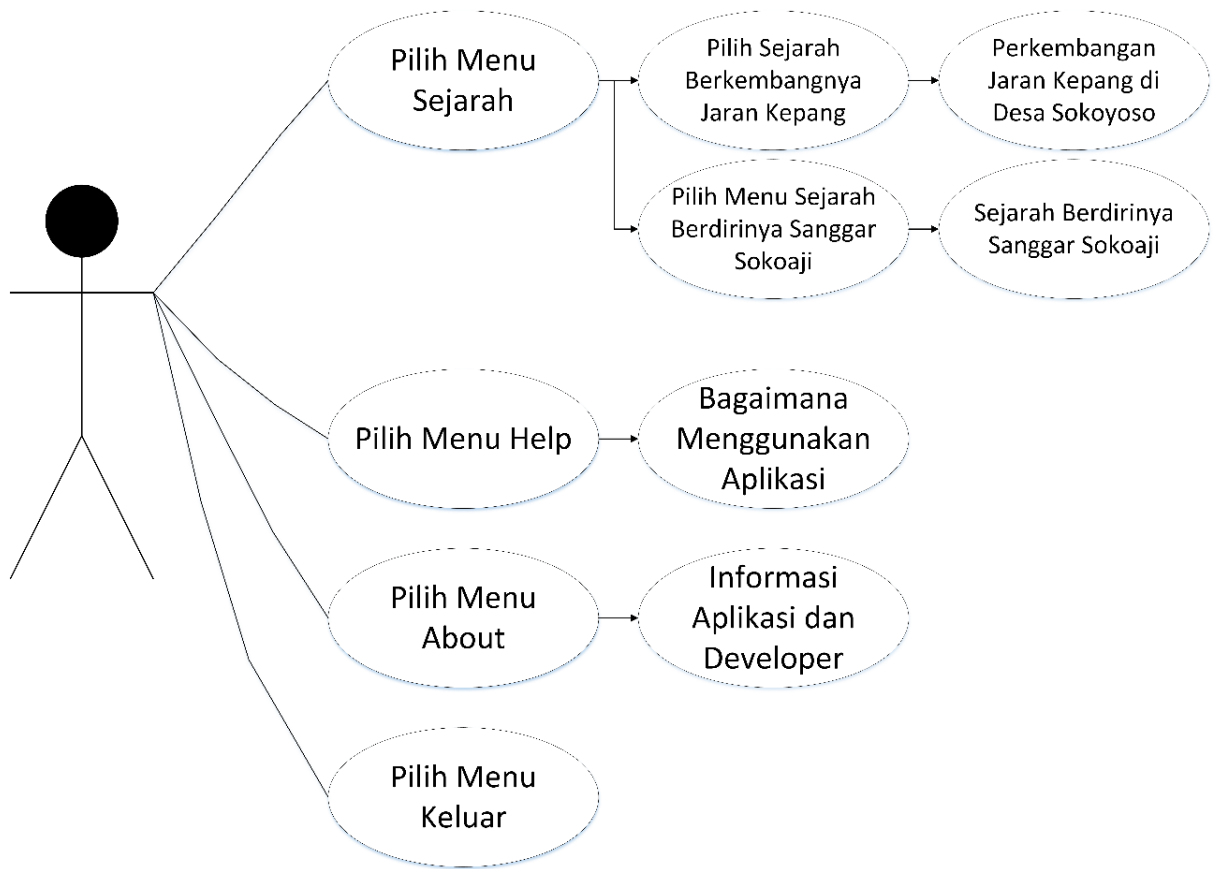 Pilih Menu
Sejarah
Pilih Sejarah
Berkembangnya
Jaran Kepang
Perkembangan
Jaran Kepang di
Desa Sokoyoso
Pilih Menu Sejarah
Berdirinya Sanggar
Sokoaji
Sejarah Berdirinya
Sanggar Sokoaji
Pilih Menu Help
Bagaimana
Menggunakan
Aplikasi
Pilih Menu
About
Informasi
Aplikasi dan
Developer
Pilih Menu
Keluar